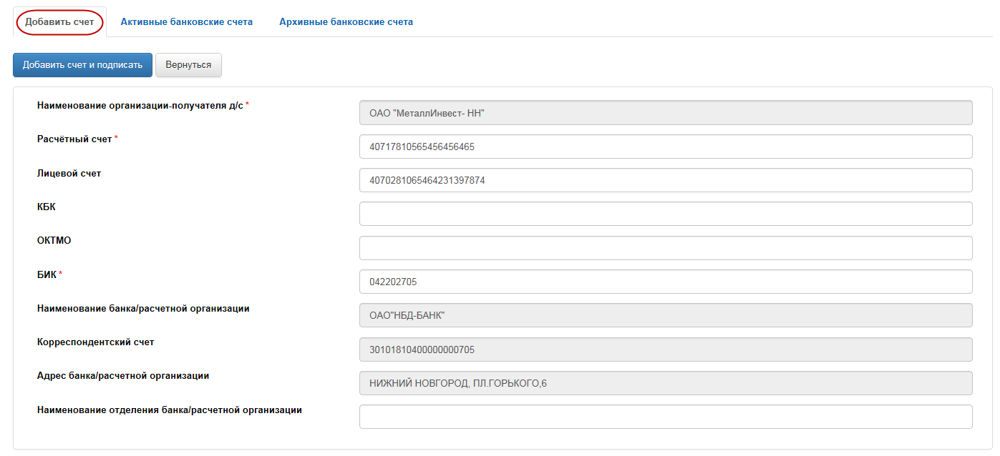 Добавить счет Активные банковские счета Архивные банковские счета
Добавить счет и подписать Вернуться
Наименование организации-получателя д/с * ОАО "МеталлИнвест- НН"
Расчётный счет * 40717810565456456465
Лицевой счет 4070281065464231397874
КБК
ОКТМО
БИК * 042202705
Наименование банка/расчетной организации ОАО"НБД-БАНК"
Корреспондентский счет 30101810400000000705
Адрес банка/расчетной организации НИЖНИЙ НОВГОРОД, ПЛ.ГОРЬКОГО,6
Наименование отделения банка/расчетной организации